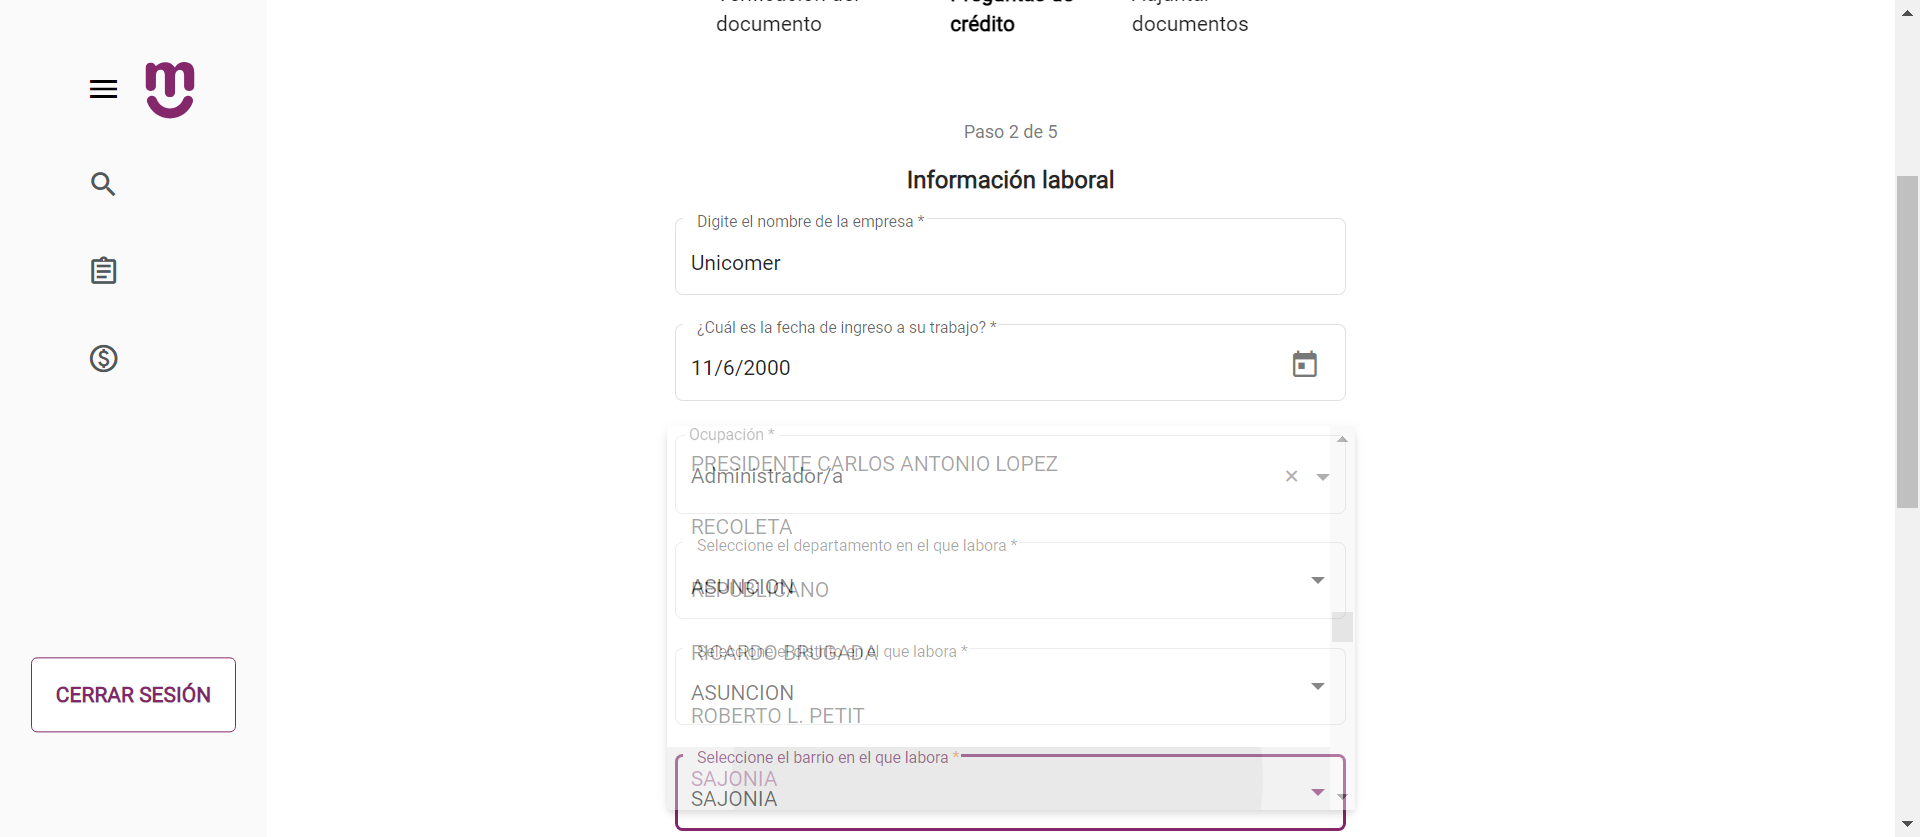 documento
Preguntas de
crédito
Adjuntar
documentos
Paso 2 de 5
Información laboral
Digite el nombre de la empresa *
Unicomer
¿Cuál es la fecha de ingreso a su trabajo? *
11/6/2000
Ocupación *
PRESIDENTE CARLOS ANTONIO LOPEZ
Administrador/a
RECOLETA
Seleccione el departamento en el que labora *
ASUNCION
REPUBLICANO
Seleccione el distrito en el que labora *
RICARDO BRUGADA
ASUNCION
ROBERTO L. PETIT
Seleccione el barrio en el que labora *
SAJONIA
SAJONIA
CERRAR SESIÓN